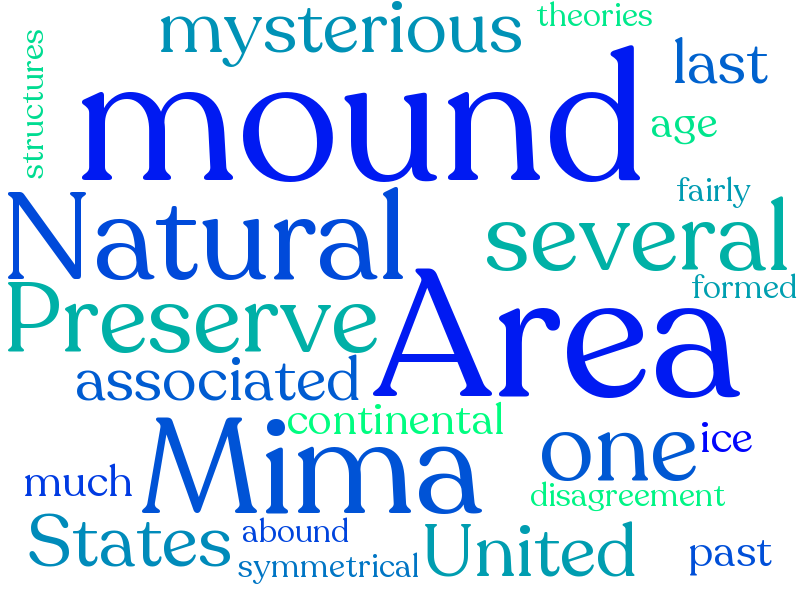 theories
mysterious
structures
last
mound
age
fairly
Natural
several
formed
Preserve
Area
associated
continental
Mima
one
ice
much
disagreement
States
abound
United
symmetrical
past